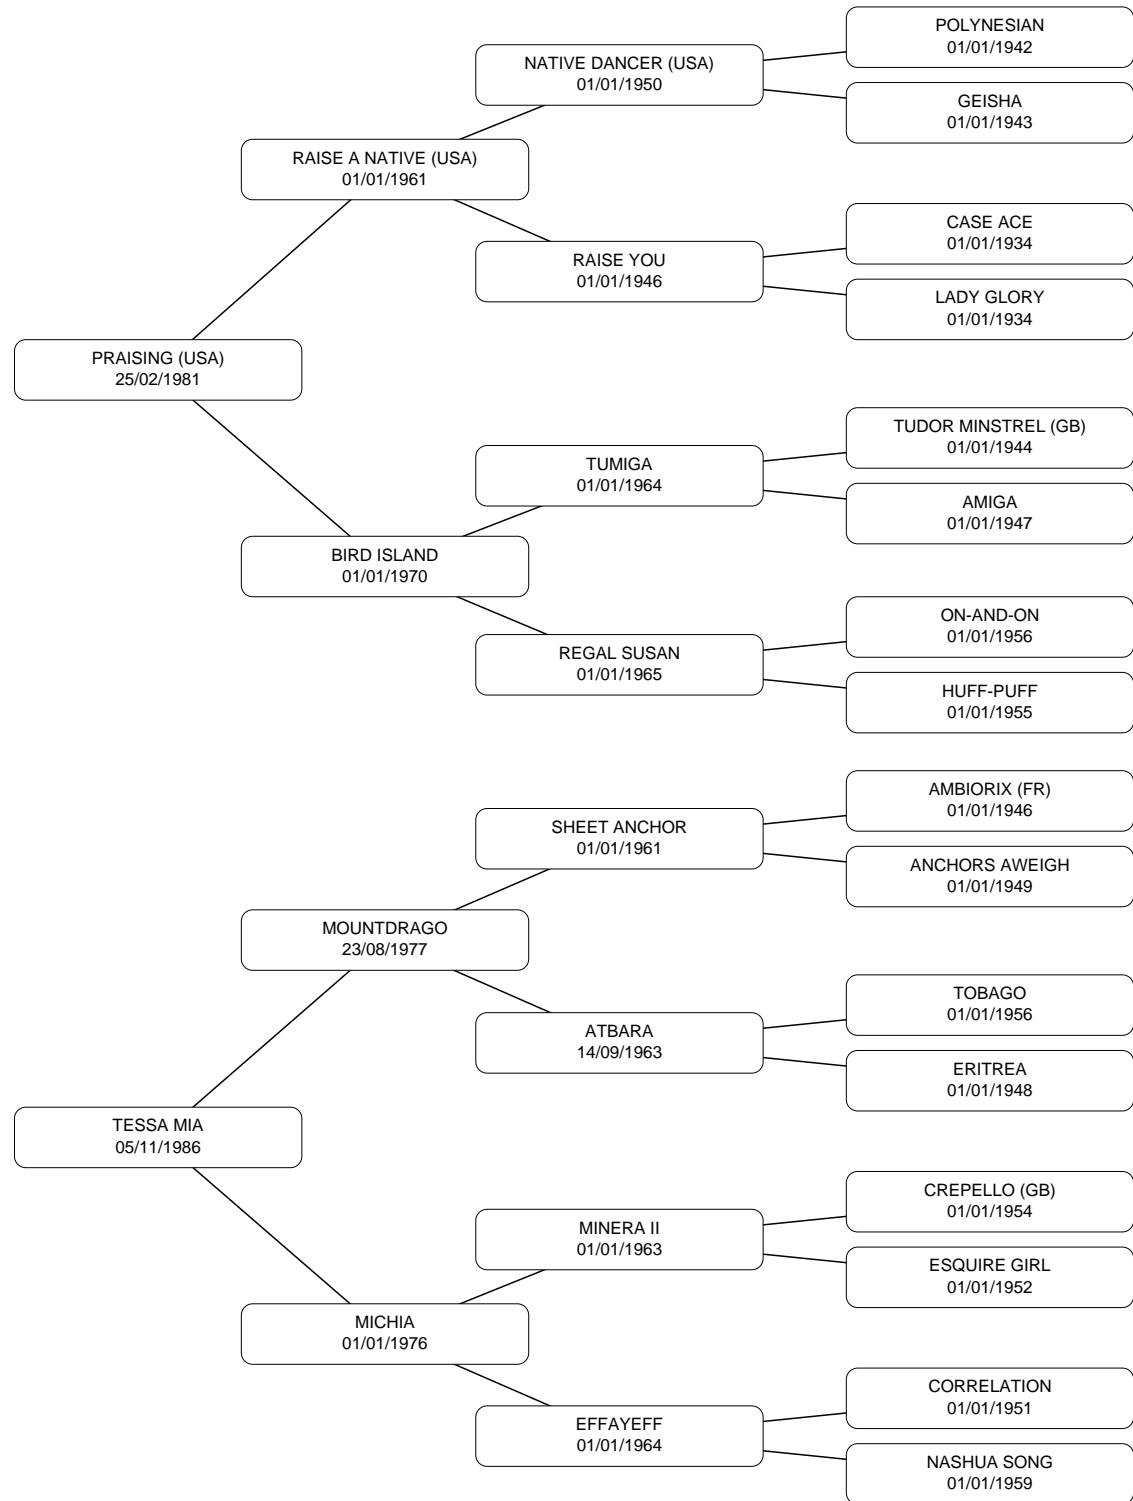 POLYNESIAN
01/01/1942
NATIVE DANCER (USA)
01/01/1950
GEISHA
01/01/1943
RAISE A NATIVE (USA)
01/01/1961
CASE ACE
01/01/1934
RAISE YOU
01/01/1946
LADY GLORY
01/01/1934
PRAISING (USA)
25/02/1981
TUDOR MINSTREL (GB)
01/01/1944
TUMIGA
01/01/1964
AMIGA
01/01/1947
BIRD ISLAND
01/01/1970
ON-AND-ON
01/01/1956
REGAL SUSAN
01/01/1965
HUFF-PUFF
01/01/1955
AMBIORIX (FR)
01/01/1946
SHEET ANCHOR
01/01/1961
ANCHORS AWEIGH
01/01/1949
MOUNTDRAGO
23/08/1977
TOBAGO
01/01/1956
ATBARA
14/09/1963
ERITREA
01/01/1948
TESSA MIA
05/11/1986
CREPELLO (GB)
01/01/1954
MINERA II
01/01/1963
ESQUIRE GIRL
01/01/1952
MICHIA
01/01/1976
CORRELATION
01/01/1951
EFFAYEFF
01/01/1964
NASHUA SONG
01/01/1959